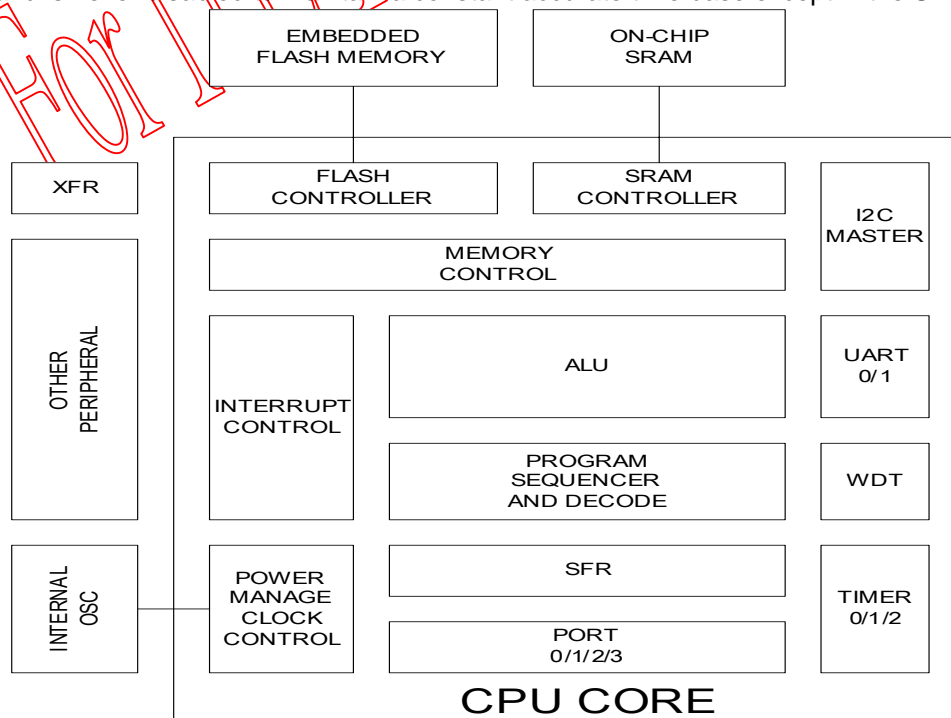 EMBEDDED
FLASH MEMORY
ON-CHIP
SRAM
XFR
FLASH
CONTROLLER
SRAM
CONTROLLER
I2C
MASTER
MEMORY
CONTROL
OTHER
PERIPHERAL
INTERRUPT
CONTROL
ALU
UART
0/1
PROGRAM
SEQUENCER
AND DECODE
WDT
INTERNAL
OSC
POWER
MANAGE
CLOCK
CONTROL
SFR
TIMER
0/1/2
PORT
0/1/2/3
CPU CORE
For